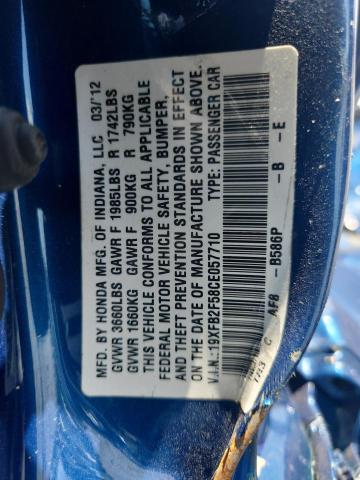 MFD. BY HONDA MFG. OF INDIANA, LLC. 03/'12
GVWR 3660LBS GAWR F 1985LBS R 1742LBS
GVWR 1660KG GAWR F 900KG R 790KG
THIS VEHICLE CONFORMS TO ALL APPLICABLE
FEDERAL MOTOR VEHICLE SAFETY, BUMPER,
AND THEFT PREVENTION STANDARDS IN EFFECT
ON THE DATE OF MANUFACTURE SHOWN ABOVE.
V.I.N.:19XFB2F58CE057710 TYPE: PASSENGER CAR
AF8 -B586P -B -E
C